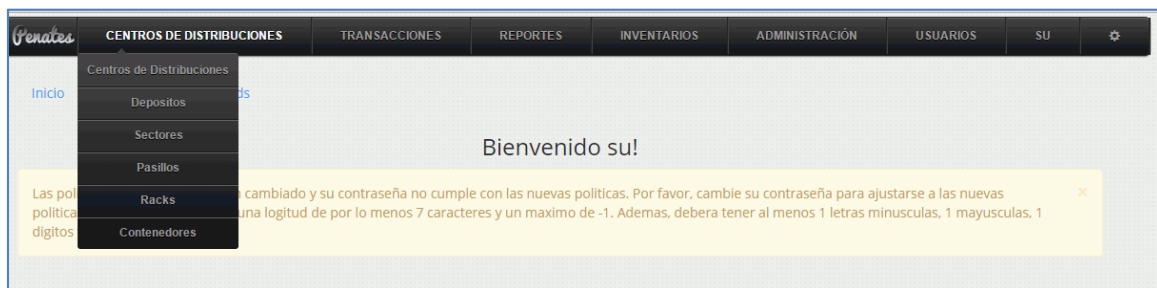 Penates CENTROS DE DISTRIBUCIONES TRANSACCIONES REPORTES INVENTARIOS ADMINISTRACIÓN USUARIOS SU
Centros de Distribuciones
Inicio ds
Depositos
Sectores
Bienvenido su!
Pasillos
Las pol cambiado y su contraseña no cumple con las nuevas politicas. Por favor, cambie su contraseña para ajustarse a las nuevas ×
Racks
politica una logitud de por lo menos 7 caracteres y un maximo de -1. Ademas, debera tener al menos 1 letras minusculas, 1 mayusculas, 1
digitos
Contenedores